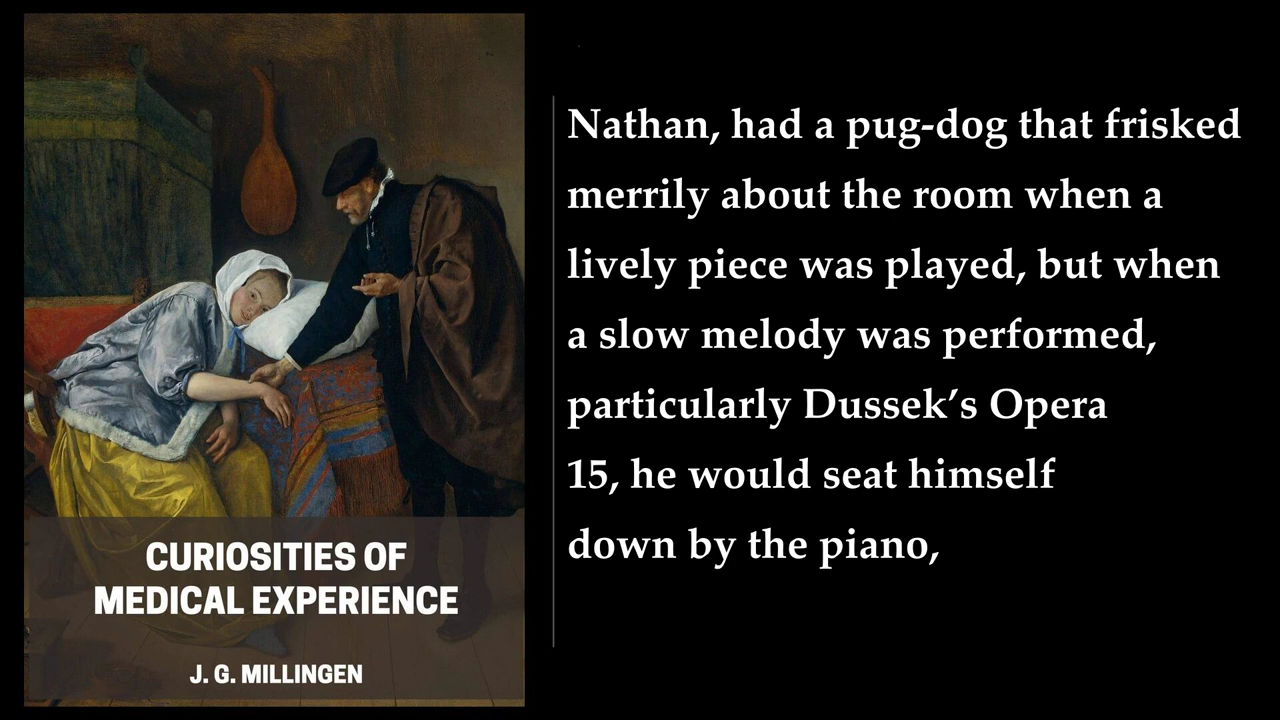 CURIOSITIES OF
MEDICAL EXPERIENCE
J. G. MILLINGEN
Nathan, had a pug-dog that frisked
merrily about the room when a
lively piece was played, but when
a slow melody was performed,
particularly Dussek’s Opera
15, he would seat himself
down by the piano,